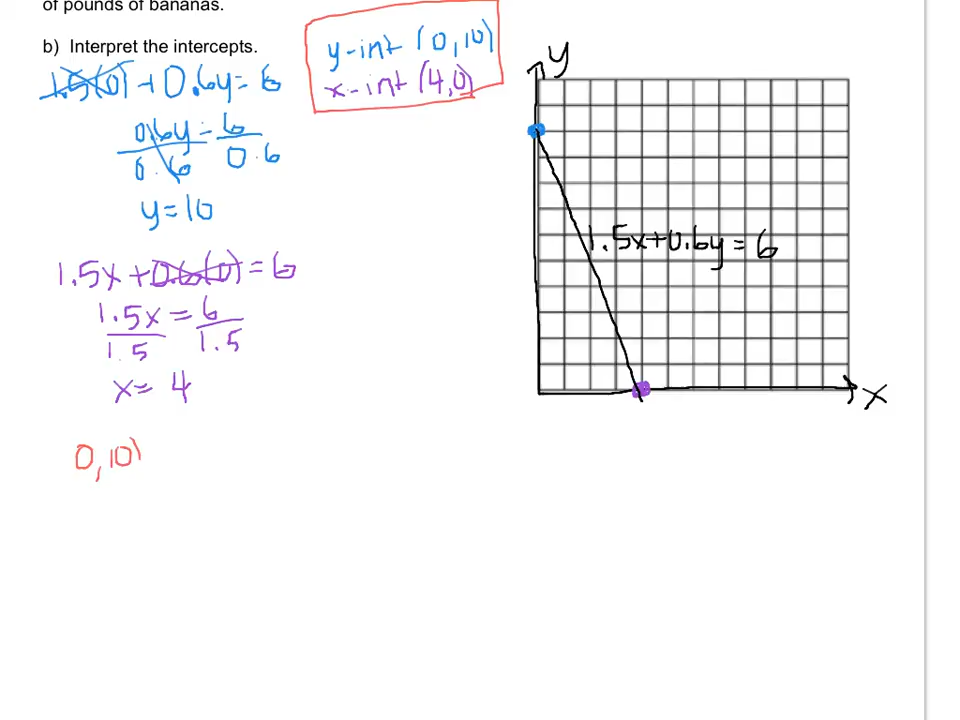 of pounds of bananas.
b) Interpret the intercepts.
y-int (0,10)
x-int (4,0)
1.5(0) + 0.6y = 6
0.6y = 6
0.6 0.6
y = 10
1.5x + 0.6(0) = 6
1.5x = 6
1.5 1.5
x = 4
0,10)
y
1.5x+0.6y = 6
x